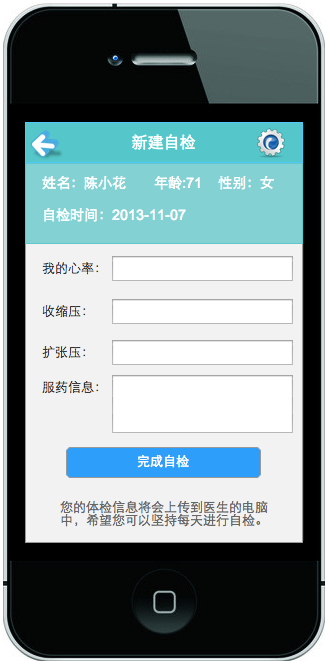 新建自检
姓名：陈小花 年龄:71 性别：女
自检时间：2013-11-07
我的心率：
收缩压：
扩张压：
服药信息：
完成自检
您的体检信息将会上传到医生的电脑
中，希望您可以坚持每天进行自检。